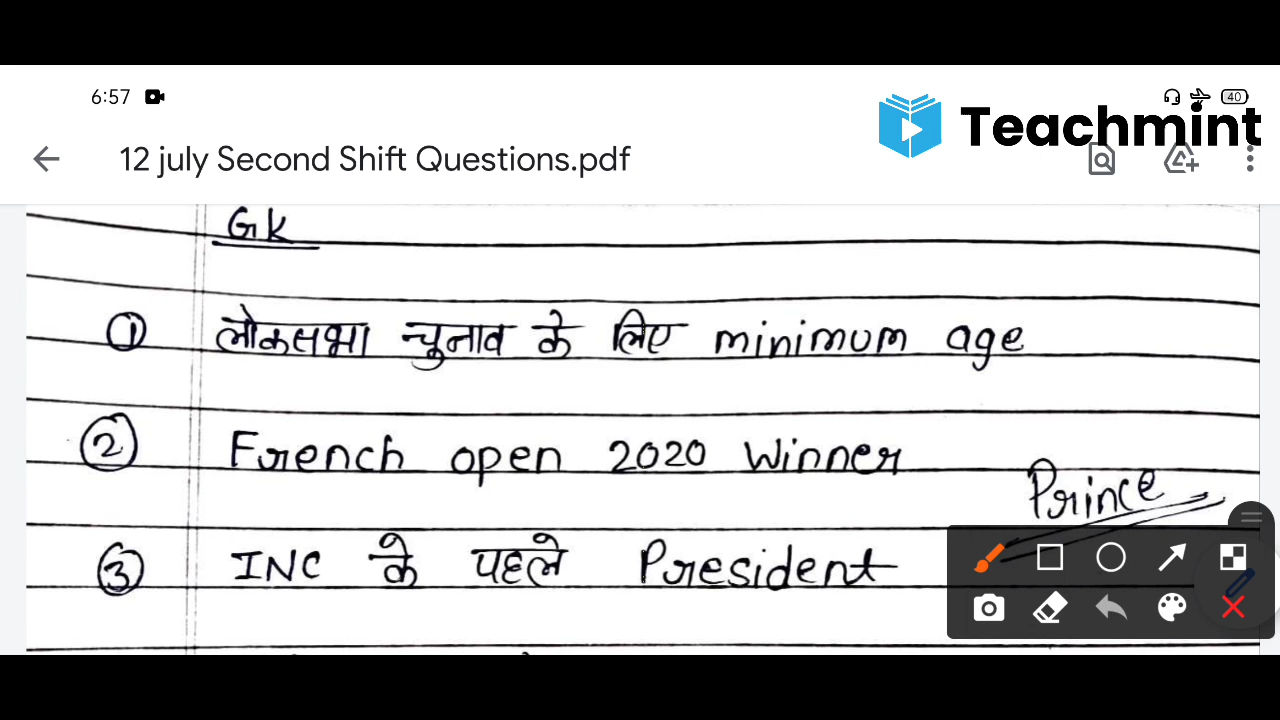 6:57
40
Teachmint
12 july Second Shift Questions.pdf
GK
① लोकसभा चुनाव के लिए minimum age
② French open 2020 Winner
Prince
③ INC के पहले President